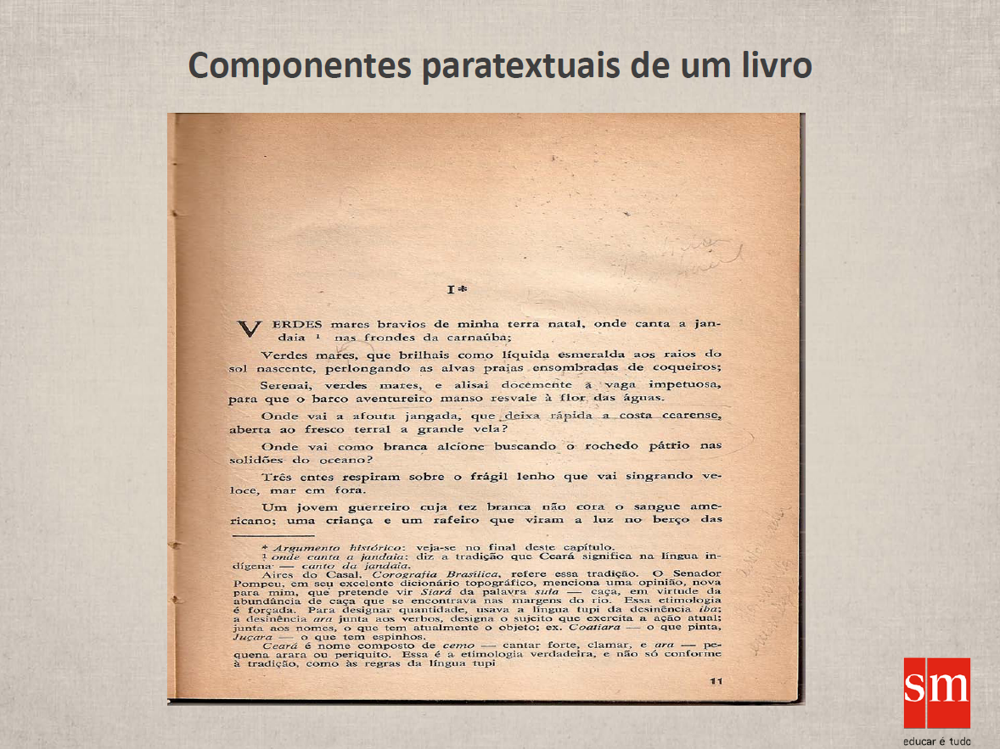 Componentes paratextuais de um livro
I*
VERDES mares bravios de minha terra natal, onde canta a jan-
daia ¹ nas frondes da carnaúba;
Verdes mares, que brilhais como líquida esmeralda aos raios do
sol nascente, perlongando as alvas praias ensombradas de coqueiros;
Serenai, verdes mares, e alisai docemente a vaga impetuosa,
para que o barco aventureiro manso resvale à flor das águas.
Onde vai a afouta jangada, que deixa rápida a costa cearense,
aberta ao fresco terral a grande vela?
Onde vai como branca alcíone buscando o rochedo pátrio nas
solidões do oceano?
Três entes respiram sobre o frágil lenho que vai singrando ve-
loce, mar em fora.
Um jovem guerreiro cuja tez branca não cora o sangue ame-
ricano; uma criança e um rafeiro que viram a luz no berço das
* Argumento histórico: veja-se no final deste capítulo.
¹ onde canta a jandaia: diz a tradição que Ceará significa na língua in-
dígena — canto da jandaia.
Aires do Casal, Corografia Brasílica, refere essa tradição. O Senador
Pompeu, em seu excelente dicionário topográfico, menciona uma opinião, nova
para mim, que pretende vir Siará da palavra suia — caça, em virtude da
abundância de caça que se encontrava nas margens do rio. Essa etimologia
é forçada. Para designar quantidade, usava a língua tupi da desinência iba;
a desinência ara junta aos verbos, designa o sujeito que exercita a ação atual;
junta aos nomes, o que tem atualmente o objeto; ex. Coatiara — o que pinta,
Juçara — o que tem espinhos.
Ceará é nome composto de cemo — cantar forte, clamar, e ara — pe-
quena arara ou periquito. Essa é a etimologia verdadeira, e não só conforme
à tradição, como às regras da língua tupi
11
sm
educar é tudo